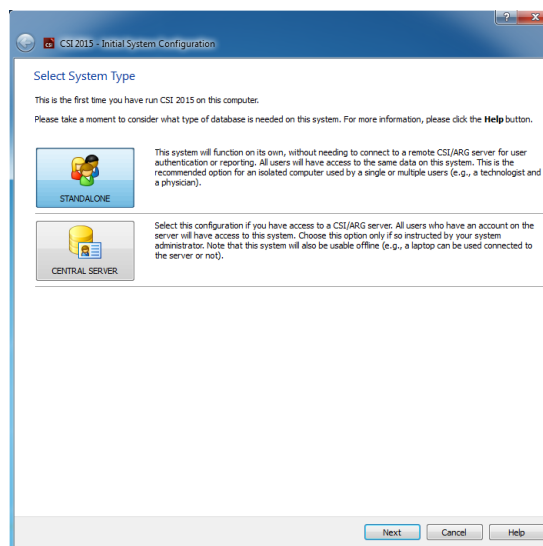 CSI 2015 - Initial System Configuration
Select System Type
This is the first time you have run CSI 2015 on this computer.
Please take a moment to consider what type of database is needed on this system. For more information, please click the Help button.
STANDALONE
This system will function on its own, without needing to connect to a remote CSI/ARG server for user
authentication or reporting. All users will have access to the same data on this system. This is the
recommended option for an isolated computer used by a single or multiple users (e.g., a technologist and
a physician).
CENTRAL SERVER
Select this configuration if you have access to a CSI/ARG server. All users who have an account on the
server will have access to this system. Choose this option only if so instructed by your system
administrator. Note that this system will also be usable offline (e.g., a laptop can be used connected to
the server or not).
Next Cancel Help